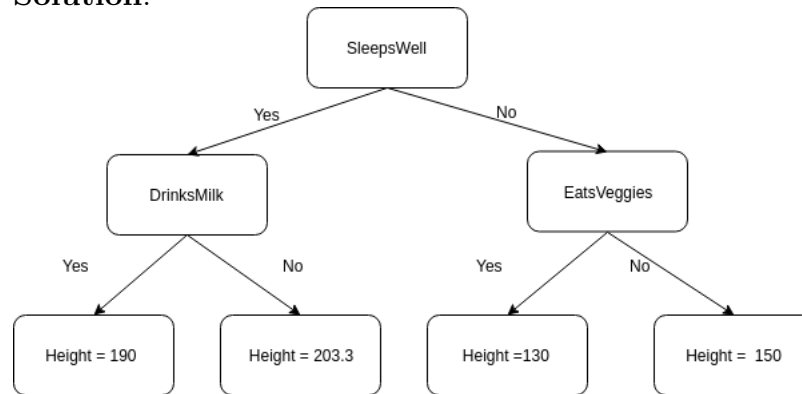 Solution:
SleepsWell
Yes
No
DrinksMilk
EatsVeggies
Yes
No
Yes
No
Height = 190
Height = 203.3
Height =130
Height = 150